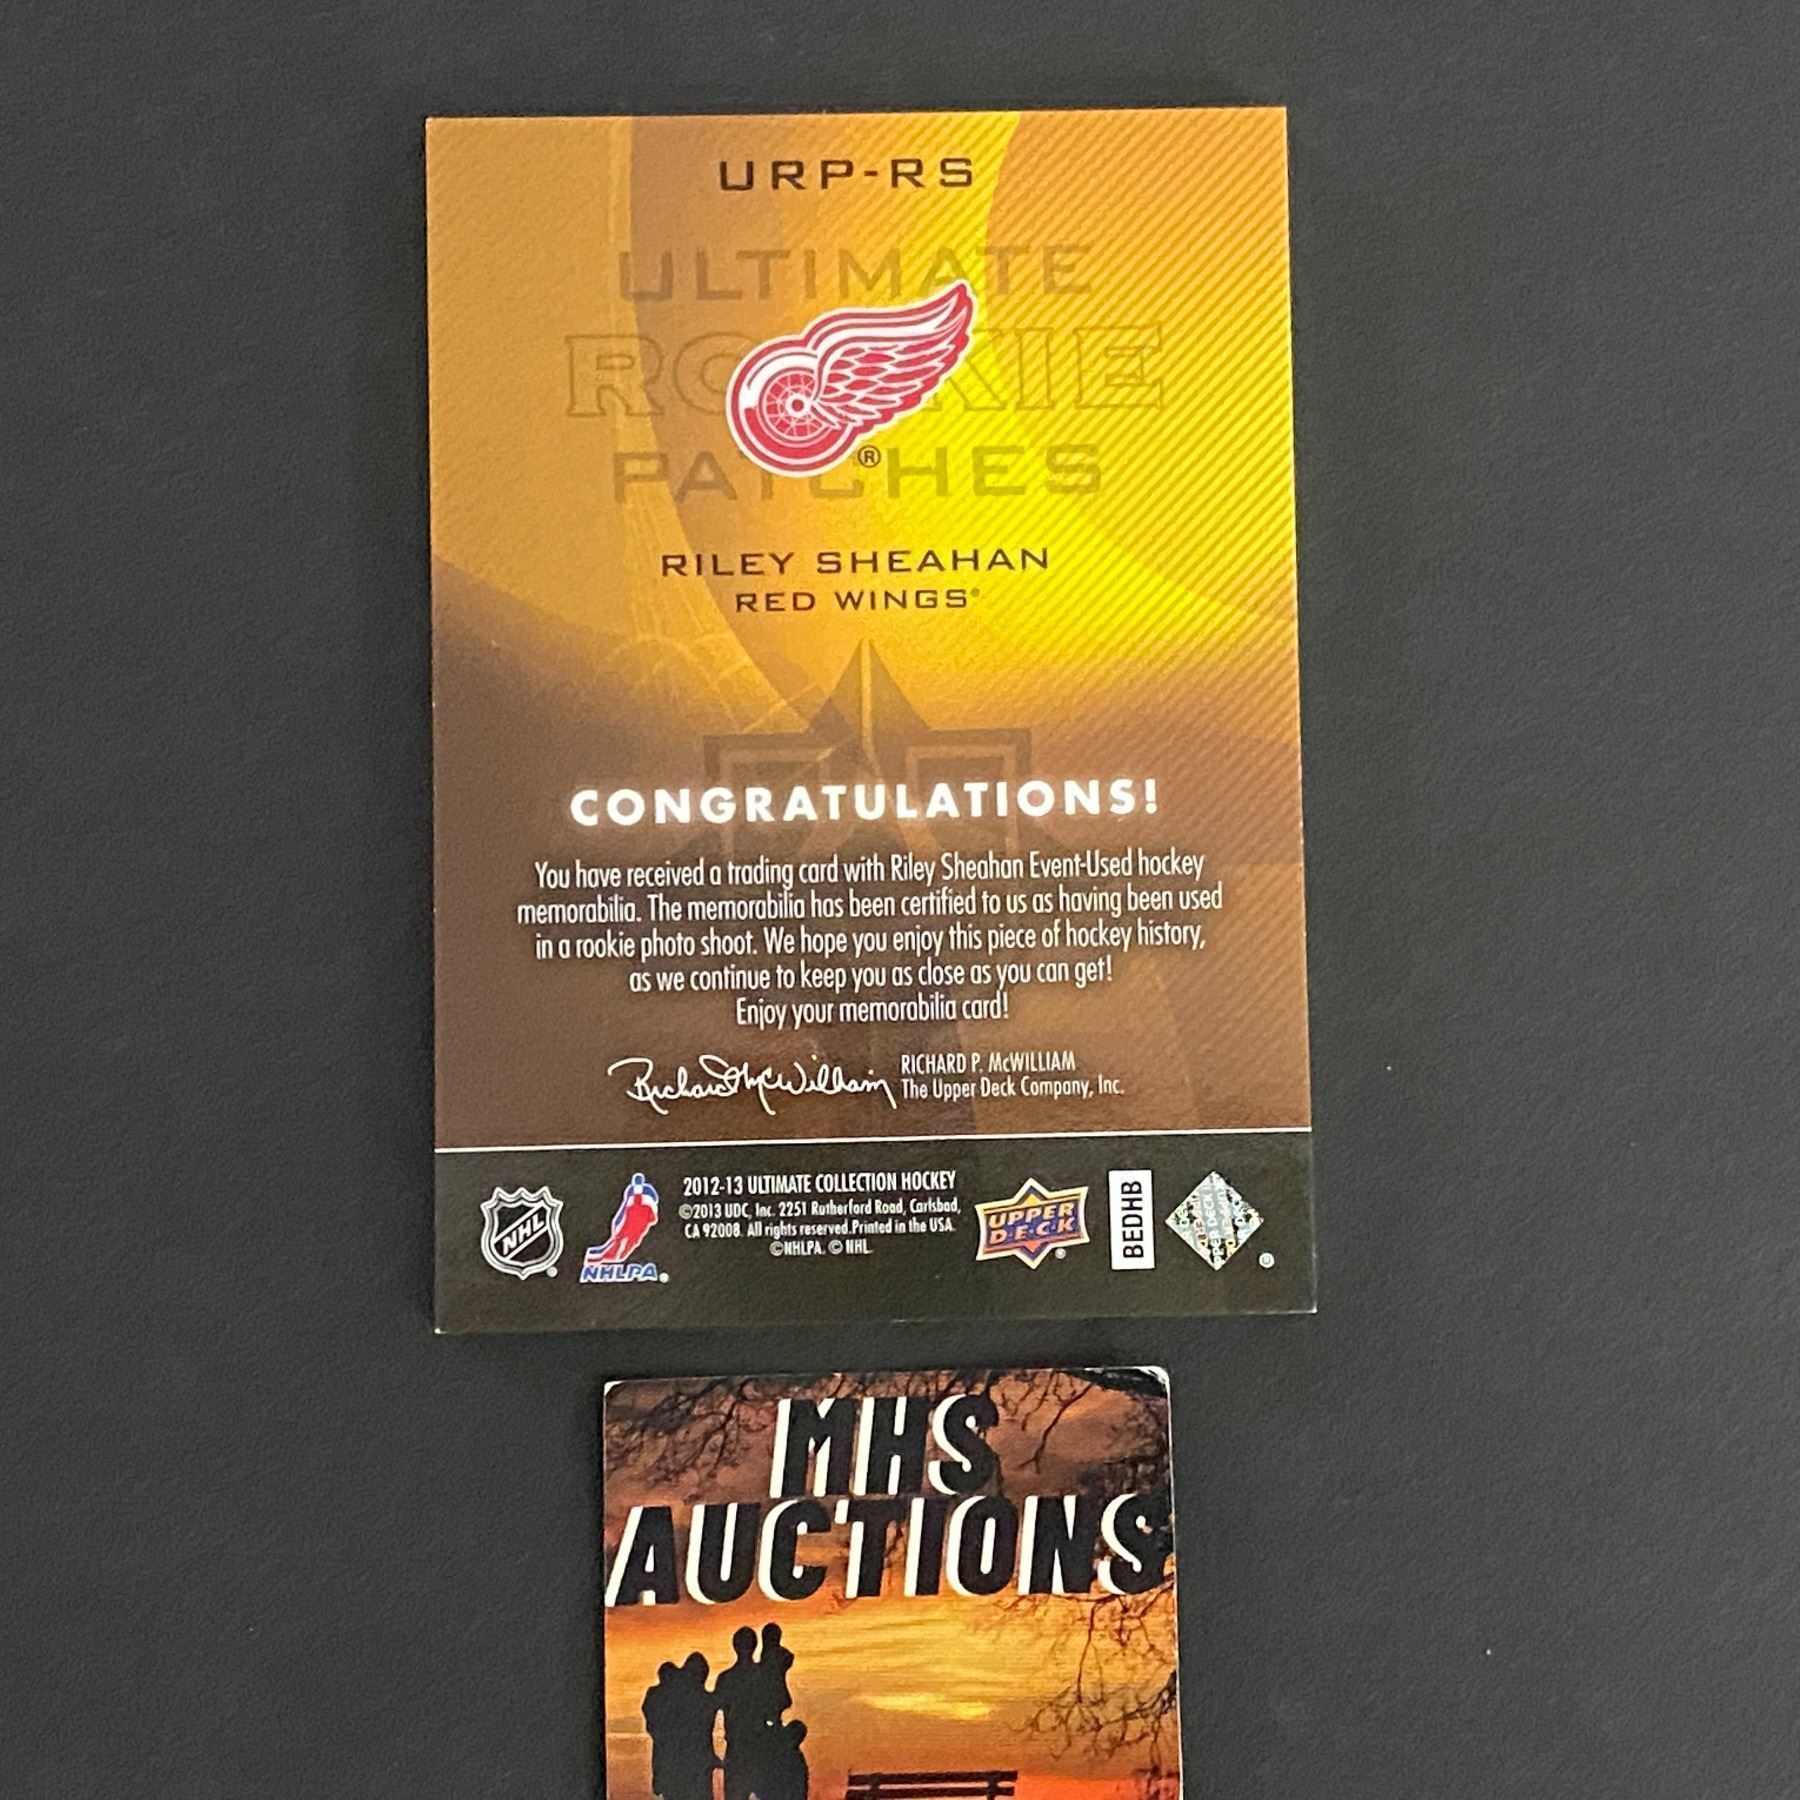 URP-RS
ULTIMATE
ROOKIE
PATCHES
®
RILEY SHEAHAN
RED WINGS®
CONGRATULATIONS!
You have received a trading card with Riley Sheahan Event-Used hockey
memorabilia. The memorabilia has been certified to us as having been used
in a rookie photo shoot. We hope you enjoy this piece of hockey history,
as we continue to keep you as close as you can get!
Enjoy your memorabilia card!
Richard McWilliam
RICHARD P. McWILLIAM
The Upper Deck Company, Inc.
NHL®
NHLPA®
2012-13 ULTIMATE COLLECTION HOCKEY
©2013 UDC, Inc. 2251 Rutherford Road, Carlsbad,
CA 92008. All rights reserved. Printed in the USA.
©NHLPA. © NHL.
UPPER
DECK®
BEDHB
MHS
AUCTIONS